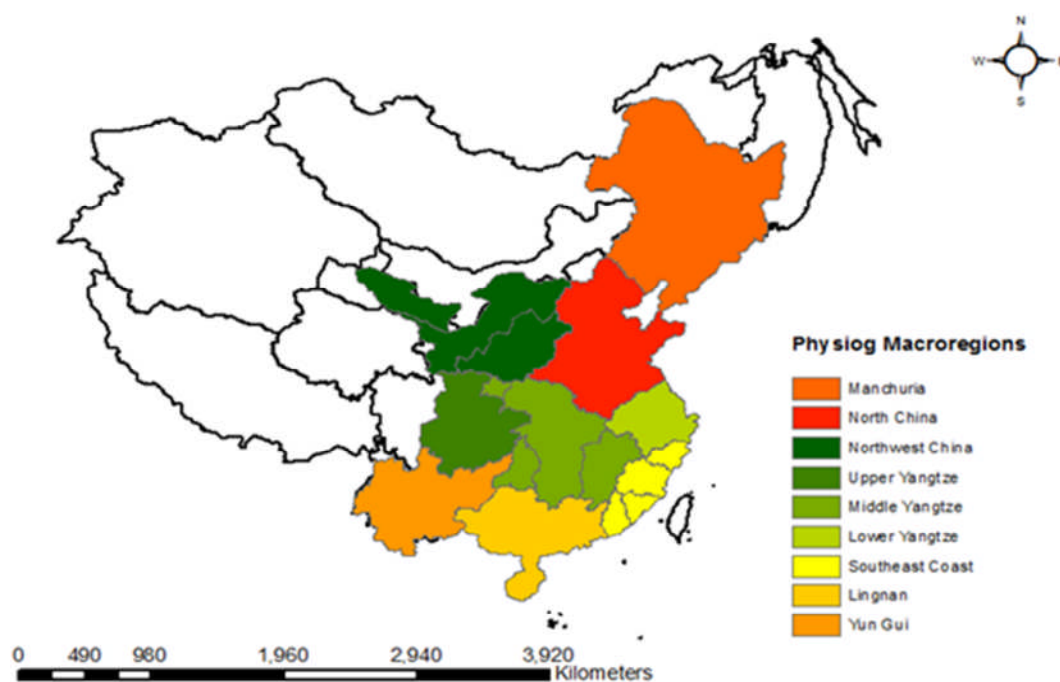 N
W
S
Physiog Macroregions
Manchuria
North China
Northwest China
Upper Yangtze
Middle Yangtze
Lower Yangtze
Southeast Coast
Lingnan
Yun Gui
0 490 980 1,960 2,940 3,920
Kilometers